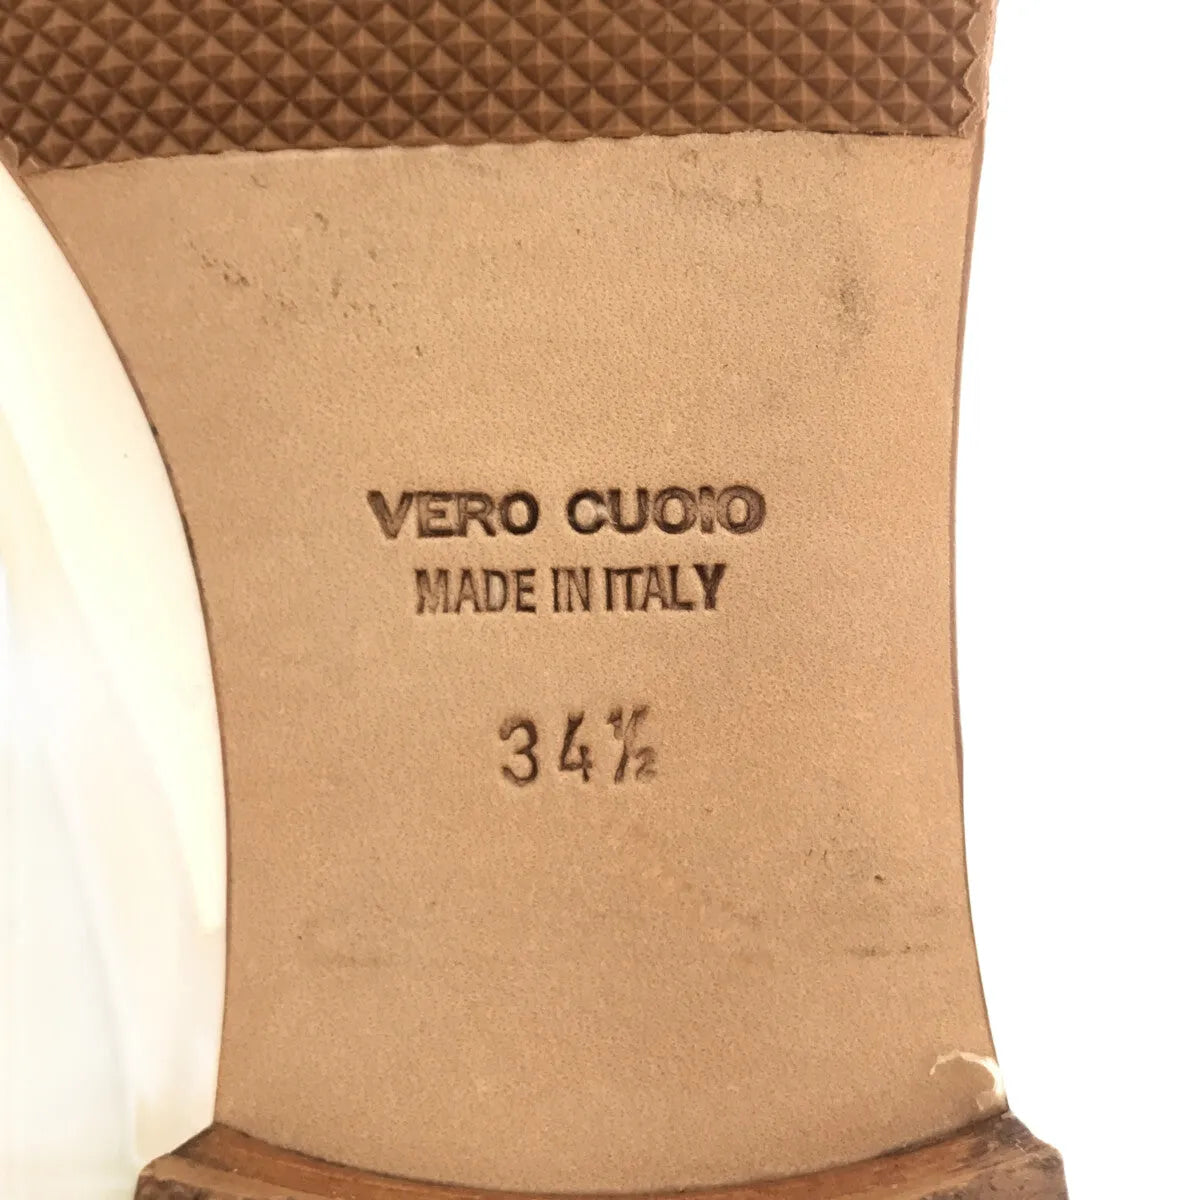 VERO CUOIO
MADE IN ITALY
34½